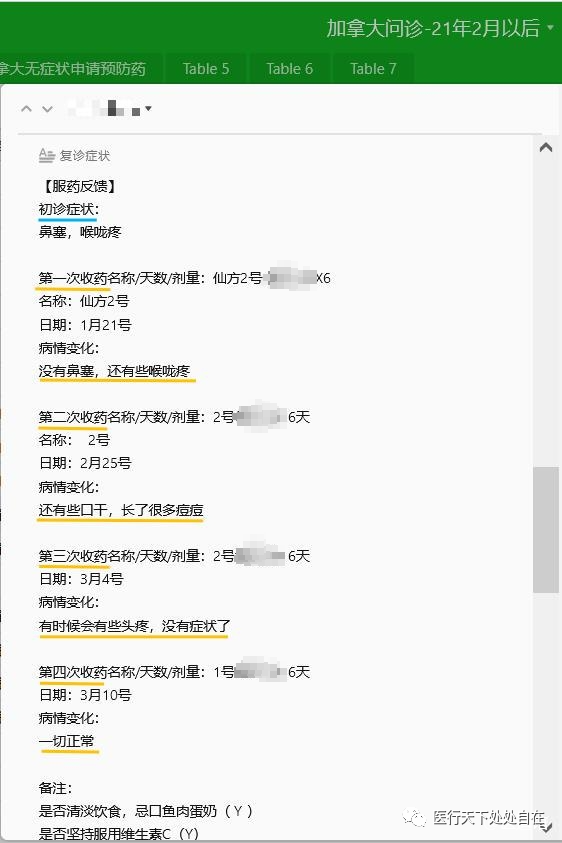 加拿大问诊-21年2月以后
拿大无症状申请预防药 Table 5 Table 6 Table 7
复诊症状
【服药反馈】
初诊症状：
鼻塞，喉咙疼
第一次收药名称/天数/剂量：仙方2号 X6
名称：仙方2号
日期：1月21号
病情变化：
没有鼻塞，还有些喉咙疼
第二次收药名称/天数/剂量：2号 6天
名称： 2号
日期：2月25号
病情变化：
还有些口干，长了很多痘痘
第三次收药名称/天数/剂量：2号 6天
日期：3月4号
病情变化：
有时候会有些头疼，没有症状了
第四次收药名称/天数/剂量：1号 6天
日期：3月10号
病情变化：
一切正常
备注：
是否清淡饮食，忌口鱼肉蛋奶（ Y ）
是否坚持服用维生素C（Y）
医行天下处处自在